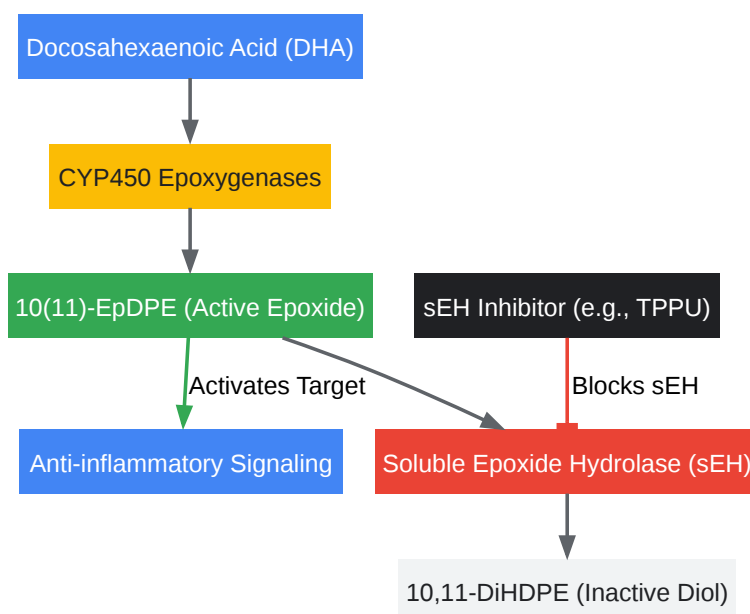 Docosahexaenoic Acid (DHA)
CYP450 Epoxygenases
10(11)-EpDPE (Active Epoxide)
sEH Inhibitor (e.g., TPPU)
Activates Target
Blocks sEH
Anti-inflammatory Signaling
Soluble Epoxide Hydrolase (sEH)
10,11-DiHDPE (Inactive Diol)